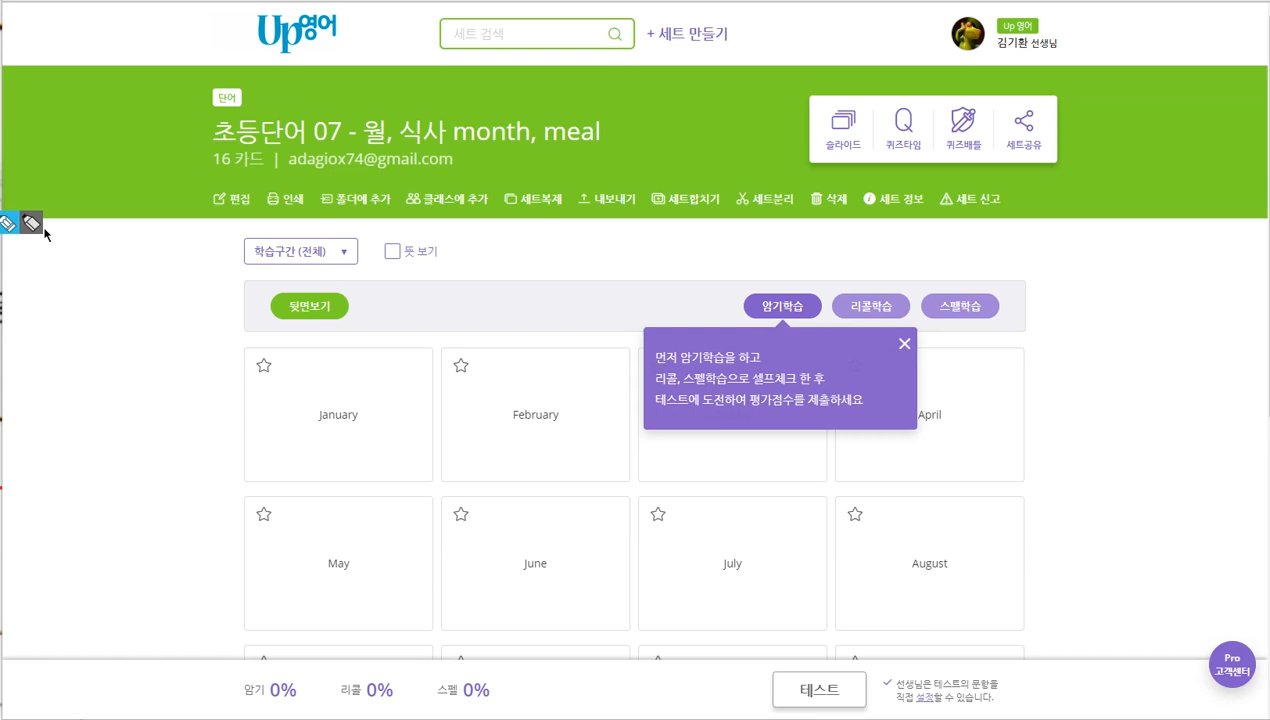 Up영어
세트 검색
+ 세트 만들기
Up 영어
김기환 선생님
단어
초등단어 07 - 월, 식사 month, meal
16 카드 | adagiox74@gmail.com
슬라이드
퀴즈타임
퀴즈배틀
세트공유
편집
인쇄
폴더에 추가
클래스에 추가
세트복제
내보내기
세트합치기
세트분리
삭제
세트 정보
세트 신고
학습구간 (전체)
뜻 보기
뒷면보기
암기학습
리콜학습
스펠학습
먼저 암기학습을 하고
리콜, 스펠학습으로 셀프체크 한 후
테스트에 도전하여 평가점수를 제출하세요
January
February
April
May
June
July
August
암기 0%
리콜 0%
스펠 0%
테스트
선생님은 테스트의 문항을
직접 설정할 수 있습니다.
Pro
고객센터